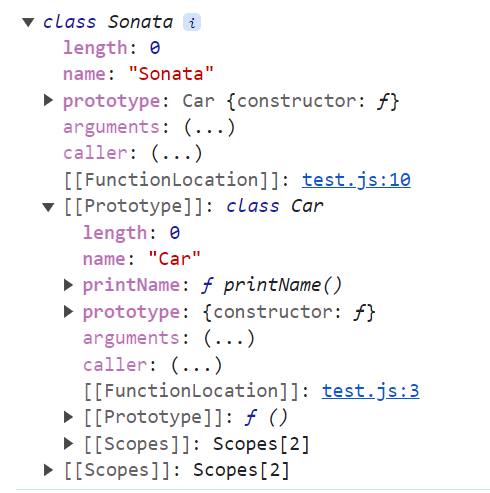 ▼ class Sonata i
length: 0
name: "Sonata"
▶ prototype: Car {constructor: ƒ}
arguments: (...)
caller: (...)
[[FunctionLocation]]: test.js:10
▼ [[Prototype]]: class Car
length: 0
name: "Car"
▶ printName: ƒ printName()
▶ prototype: {constructor: ƒ}
arguments: (...)
caller: (...)
[[FunctionLocation]]: test.js:3
▶ [[Prototype]]: ƒ ()
▶ [[Scopes]]: Scopes[2]
▶ [[Scopes]]: Scopes[2]